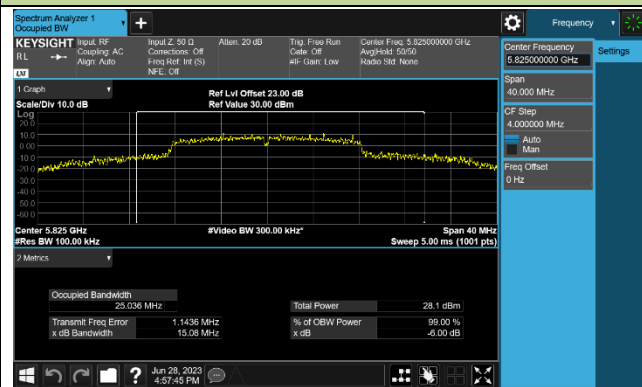 Spectrum Analyzer 1
Occupied BW
+
Frequency
KEYSIGHT Input: RF Input Z: 50 Ω Atten: 20 dB Trig: Free Run Center Freq: 5.825000000 GHz
RL Coupling: AC Corrections: Off Gate: Off Avg|Hold: 50/50
Align: Auto Freq Ref: Int (S) #IF Gain: Low Radio Std: None
LXI NFE: Off
Center Frequency
5.825000000 GHz
Settings
Span
40.000 MHz
CF Step
4.000000 MHz
Auto
Man
Freq Offset
0 Hz
1 Graph
Ref Lvl Offset 23.00 dB
Scale/Div 10.0 dB Ref Value 30.00 dBm
Log
20.0
10.0
0.00
-10.0
-20.0
-30.0
-40.0
-50.0
-60.0
Center 5.825 GHz #Video BW 300.00 kHz* Span 40 MHz
#Res BW 100.00 kHz Sweep 5.00 ms (1001 pts)
2 Metrics
Occupied Bandwidth
25.036 MHz Total Power 28.1 dBm
Transmit Freq Error 1.1436 MHz % of OBW Power 99.00 %
x dB Bandwidth 15.08 MHz x dB -6.00 dB
? Jun 28, 2023
4:57:45 PM